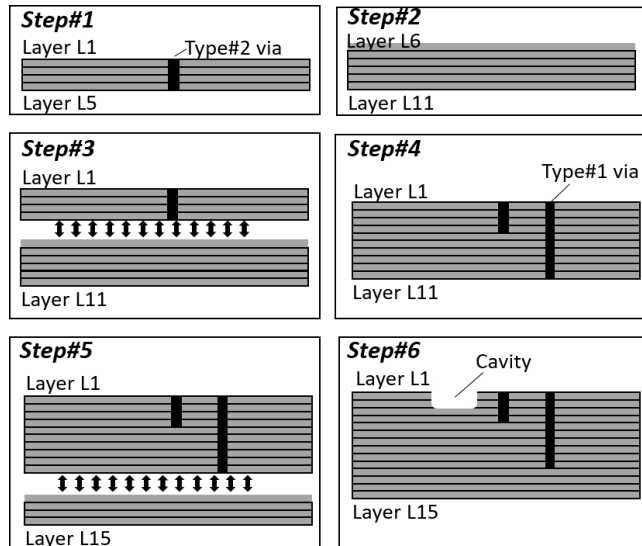 Step#1
Layer L1
Type#2 via
Layer L5
Step#2
Layer L6
Layer L11
Step#3
Layer L1
Layer L11
Step#4
Type#1 via
Layer L1
Layer L11
Step#5
Layer L1
Layer L15
Step#6
Cavity
Layer L1
Layer L15